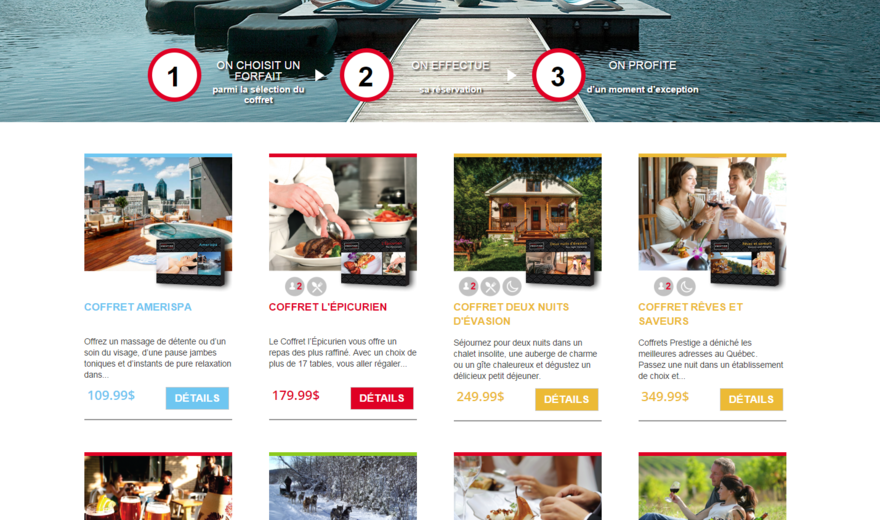 1
ON CHOISIT UN
FORFAIT
parmi la sélection du
coffret
2
ON EFFECTUE
sa réservation
3
ON PROFITE
d'un moment d'exception
Amerispa
2
2
2
COFFRET AMERISPA
Offrez un massage de détente ou d'un
soin du visage, d'une pause jambes
toniques et d'instants de pure relaxation
dans...
109.99$
DÉTAILS
COFFRET L'ÉPICURIEN
Le Coffret l'Épicurien vous offre un
repas des plus raffiné. Avec un choix de
plus de 17 tables, vous aller régaler...
179.99$
DÉTAILS
COFFRET DEUX NUITS
D'ÉVASION
Séjournez pour deux nuits dans un
chalet insolite, une auberge de charme
ou un gîte chaleureux et dégustez un
délicieux petit déjeuner.
249.99$
DÉTAILS
COFFRET RÊVES ET
SAVEURS
Coffrets Prestige a déniché les
meilleures adresses au Québec.
Passez une nuit dans un établissement
de choix et...
349.99$
DÉTAILS